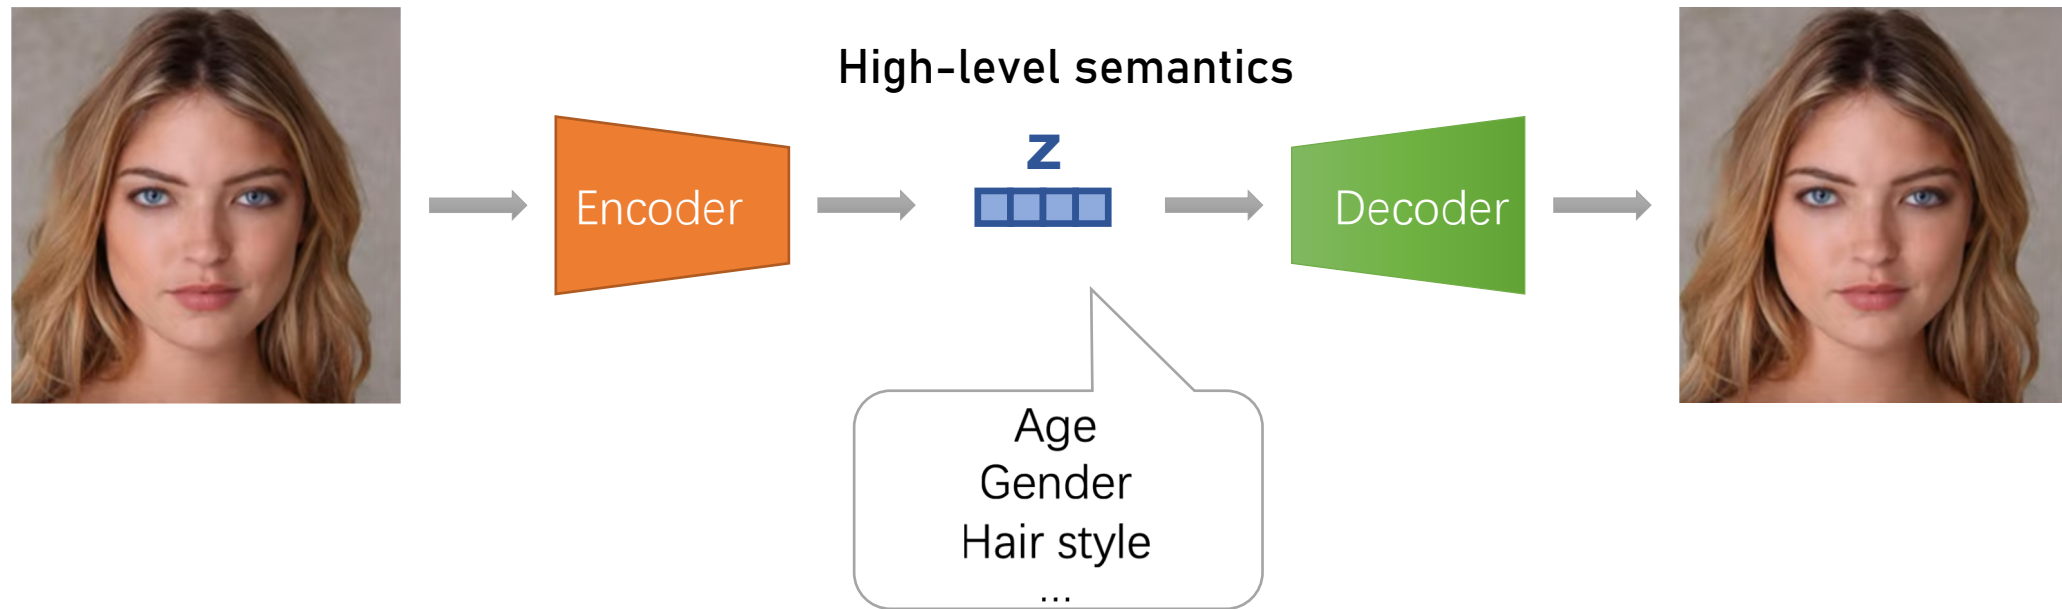 High-level semantics
z
Encoder
Decoder
Age
Gender
Hair style
...